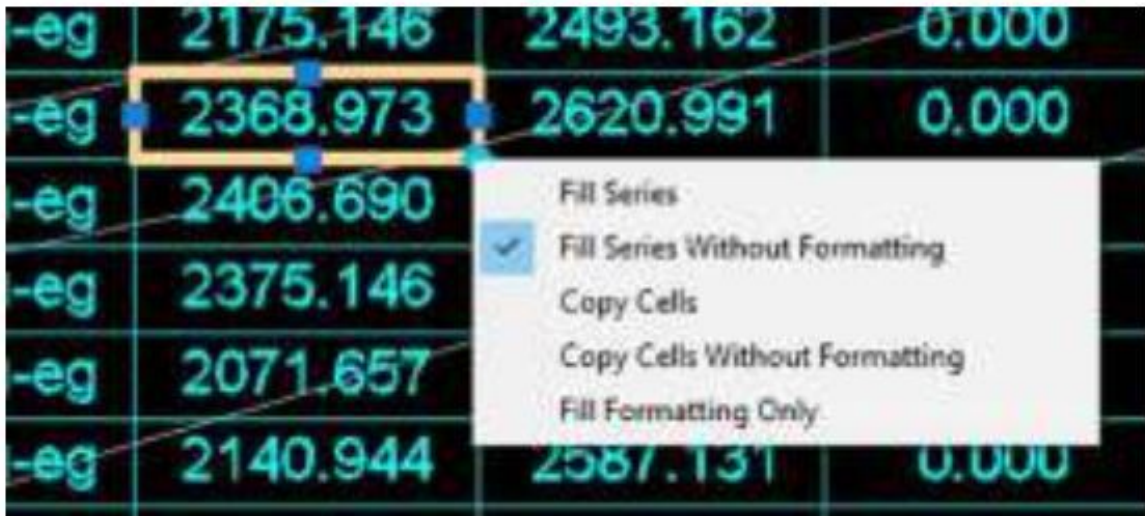 -eg 2175.146 2493.162 0.000
-eg 2368.973 2620.991 0.000
-eg 2406.690
Fill Series
-eg 2375.146
Fill Series Without Formatting
Copy Cells
-eg 2071.657
Copy Cells Without Formatting
Fill Formatting Only
-eg 2140.944 2587.131 0.000